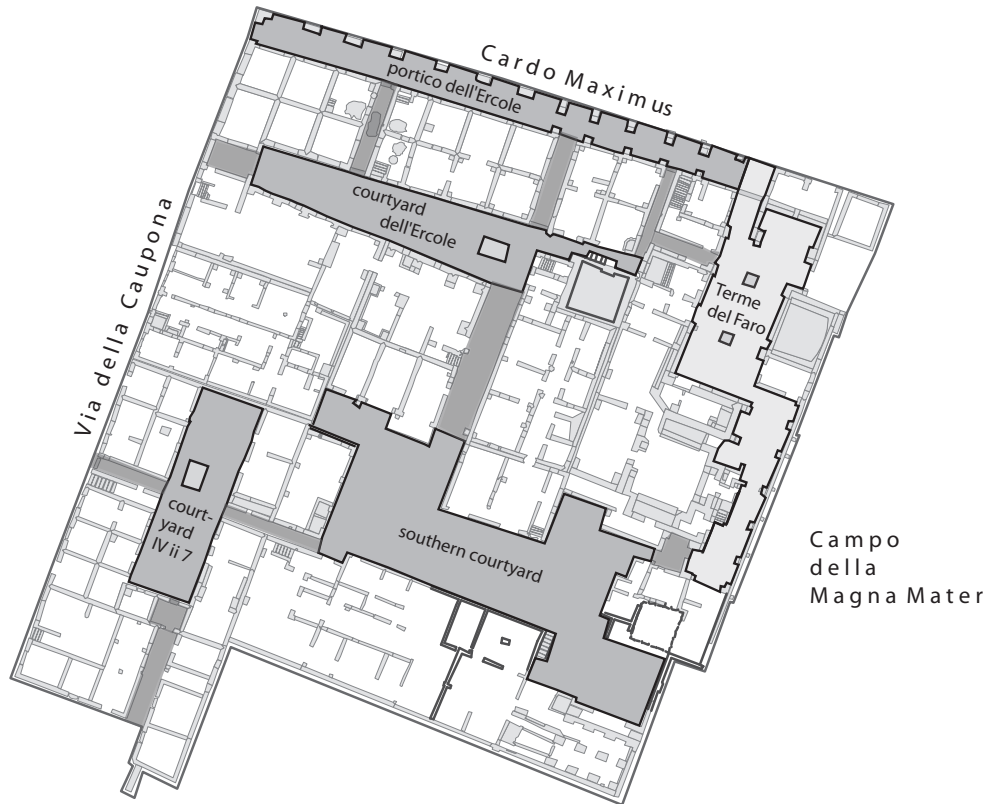 Cardo Maximus
portico dell'Ercole
courtyard
dell'Ercole
Via della Caupona
Terme
del Faro
court-
yard
IV ii 7
southern courtyard
Campo
della
Magna Mater